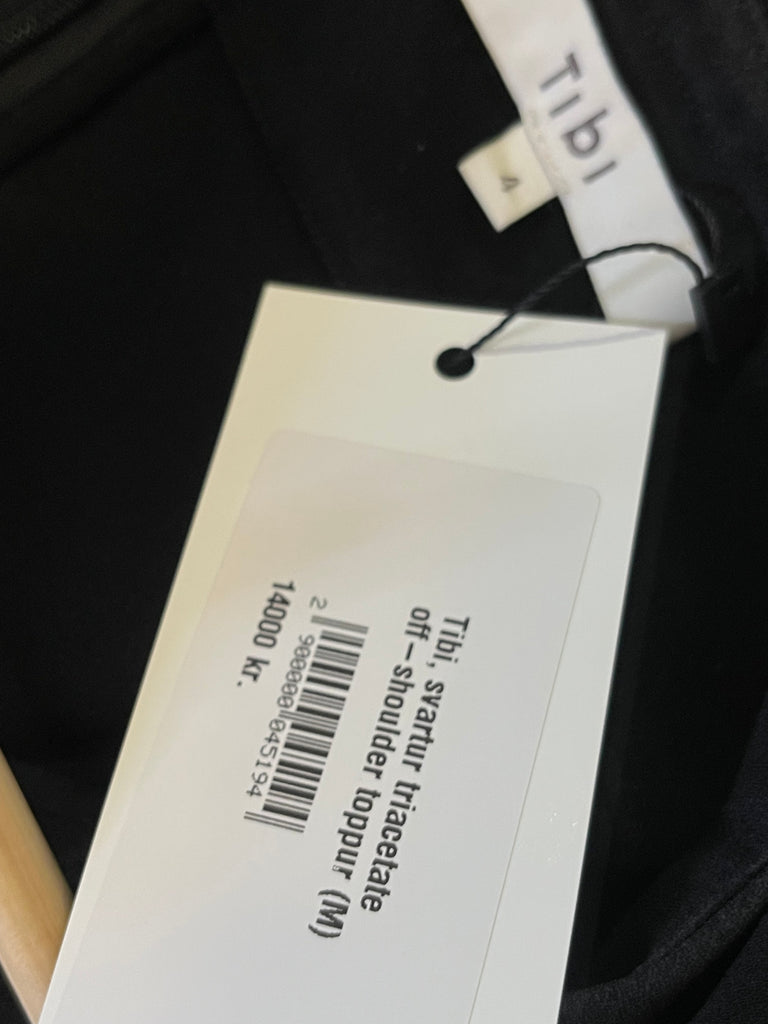 Tibi
4
Tibi, svartur triacetate
off-shoulder toppur (M)
2 900000 045194
14000 kr.